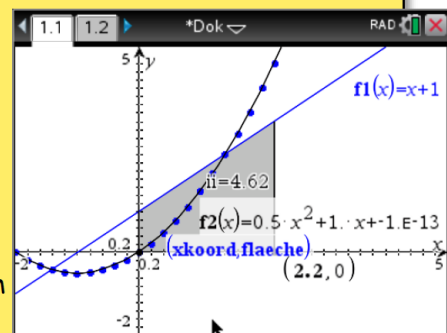 1.1 1.2 *Dok RAD
5 y
f1(x)=x+1
ii=4.62
f2(x)=0.5·x²+1.·x+-1.E-13
0.2 (xkoord,flaeche) x
-2 0.2 (2.2,0) 5
-2